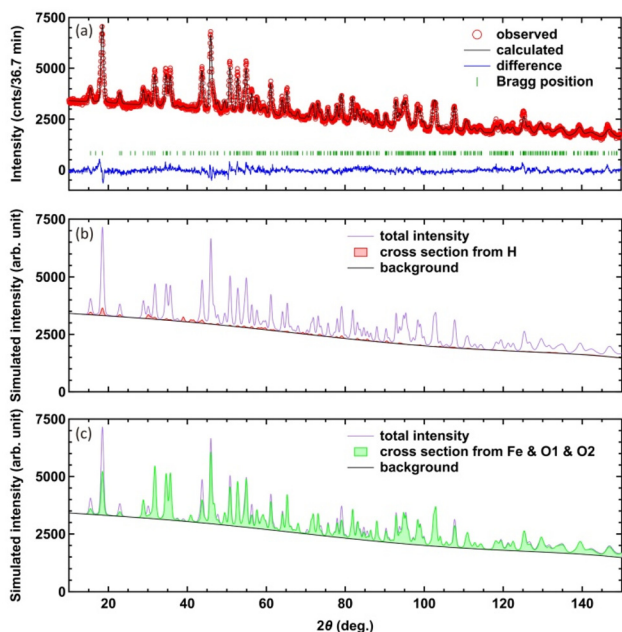 (a)
observed
calculated
difference
Bragg position
Intensity (cnts/36.7 min)
7500
5000
2500
0
(b)
total intensity
cross section from H
background
Simulated intensity (arb. unit)
7500
5000
2500
0
(c)
total intensity
cross section from Fe & O1 & O2
background
Simulated intensity (arb. unit)
7500
5000
2500
0
20 40 60 80 100 120 140
2θ (deg.)